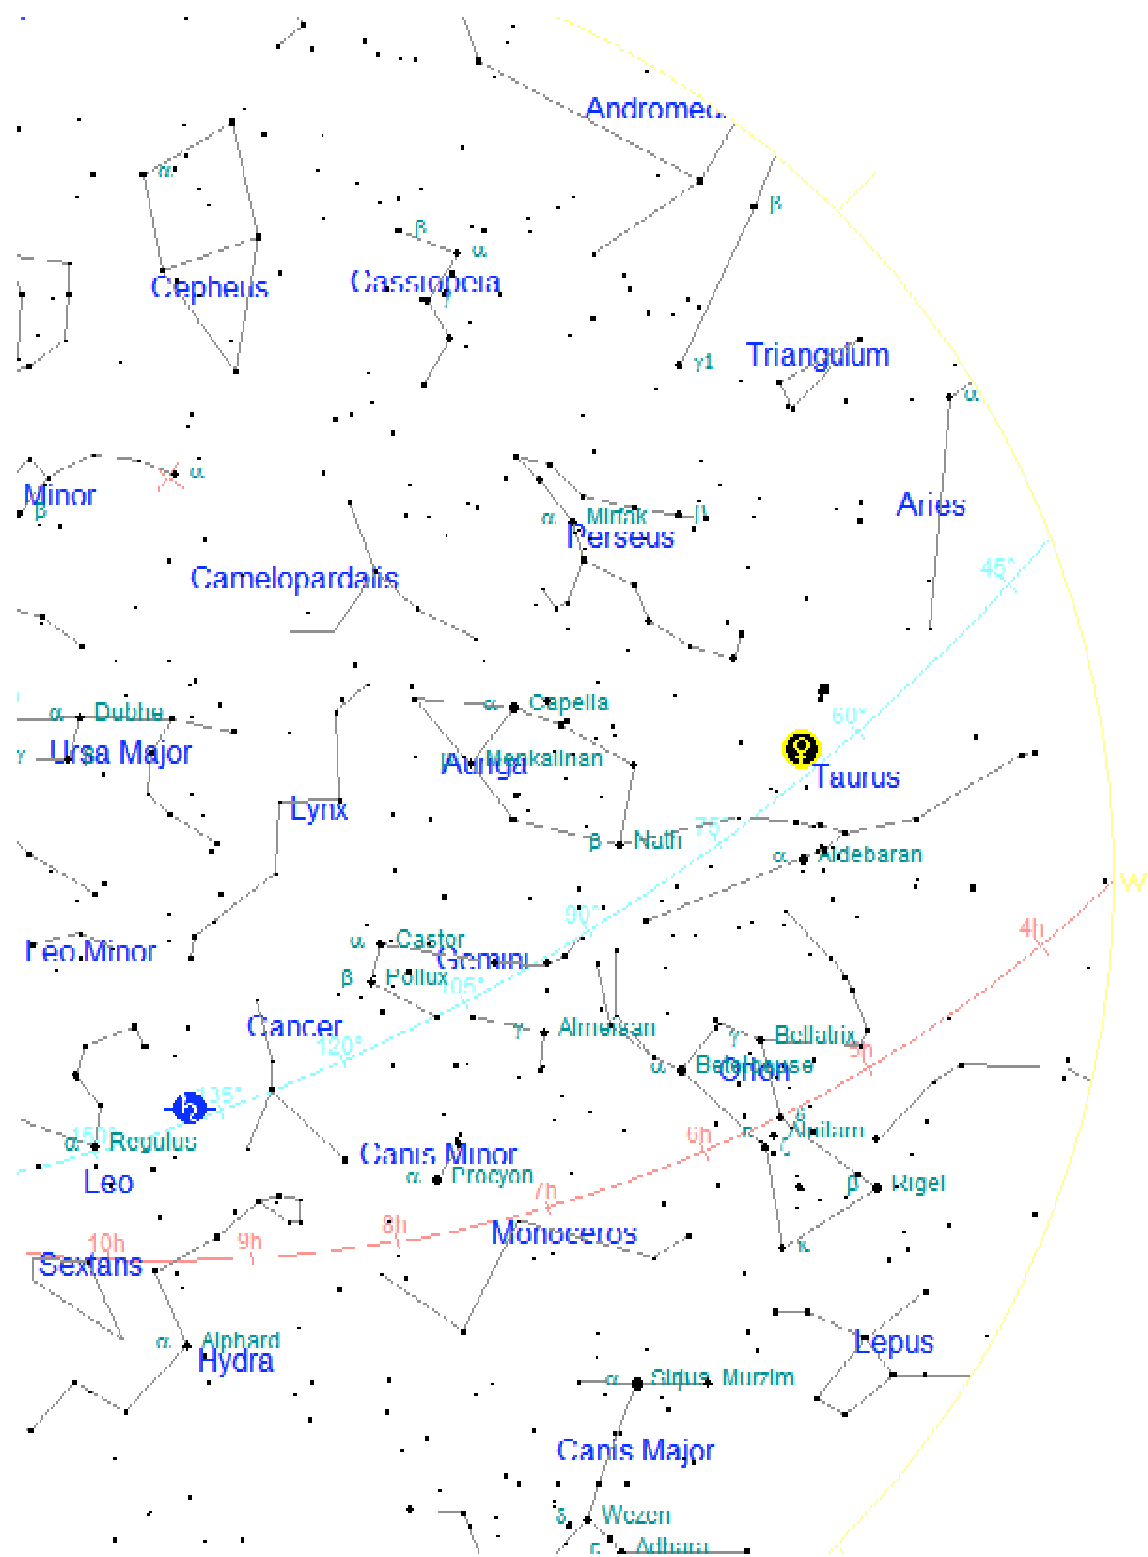 Andromed
α
β
β
α
Cepheus
Cassiopeia
γ
Triangulum
γ1
α
α
Minor
β
Aries
α
Mirfak
β
Perseus
45°
Camelopardalis
α
Dubhe
α
Capella
60°
γ
Ursa Major
β
β
Menkalinan
Auriga
Taurus
Lynx
75°
β
Nath
α
Aldebaran
W
90°
4h
Leo Minor
α
Castor
Gemini
β
Pollux
105°
Cancer
γ
Almeisan
γ
Bellatrix
120°
5h
α
Betelgeuse
Orion
135°
150°
α
Regulus
δ
ε
Alnilam
ζ
6h
Canis Minor
Leo
α
Procyon
β
Rigel
7h
8h
Monoceros
κ
10h
9h
Sextans
α
Alphard
Hydra
Lepus
α
Sirius
Murzim
Canis Major
δ
Wezen
ε
Adhara